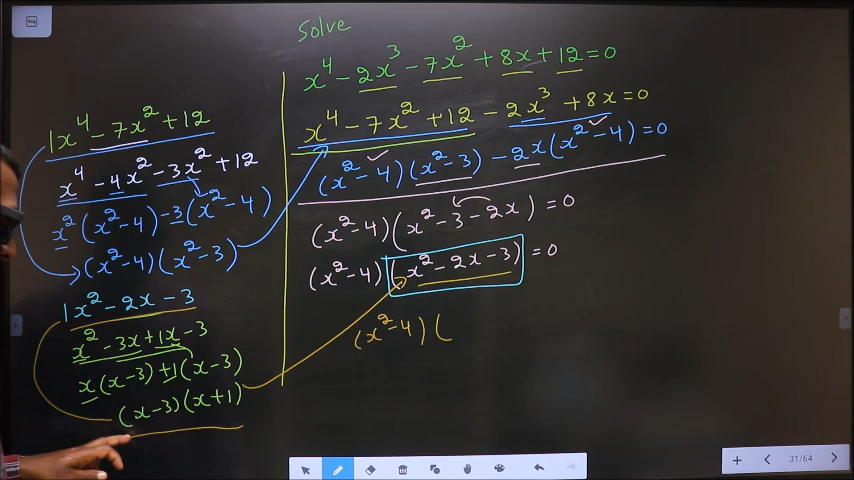 Solve
x⁴ - 2x³ - 7x² + 8x + 12 = 0
x⁴ - 7x² + 12 - 2x³ + 8x = 0
(x² - 4)(x² - 3) - 2x(x² - 4) = 0
(x² - 4)(x² - 3 - 2x) = 0
(x² - 4)(x² - 2x - 3) = 0
(x² - 4)(
1x⁴ - 7x² + 12
x⁴ - 4x² - 3x² + 12
x²(x² - 4) - 3(x² - 4)
(x² - 4)(x² - 3)
1x² - 2x - 3
x² - 3x + 1x - 3
x(x - 3) + 1(x - 3)
(x - 3)(x + 1)
31/64